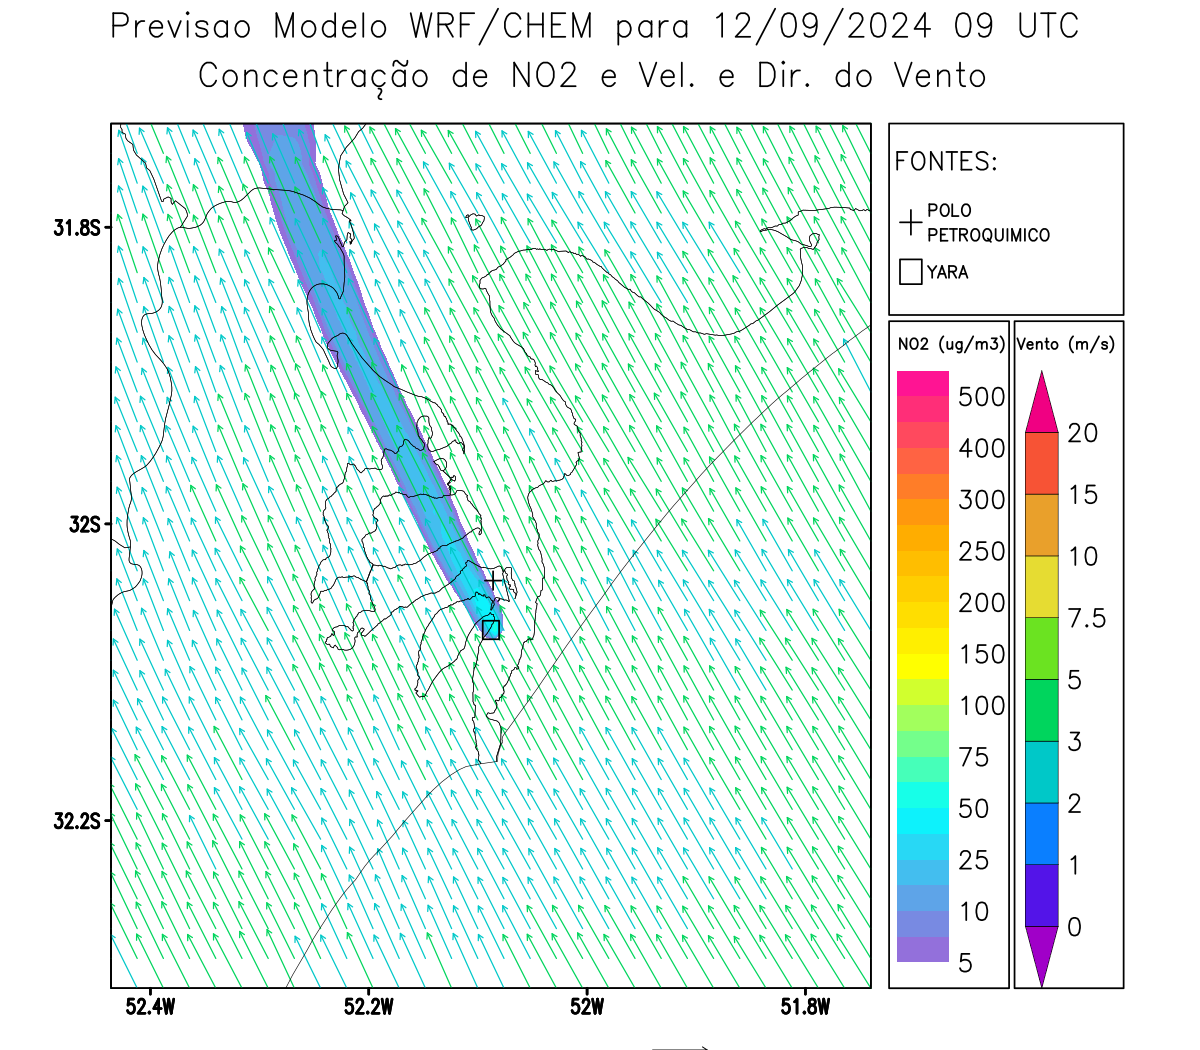 Previsao Modelo WRF/CHEM para 12/09/2024 09 UTC
Concentração de NO2 e Vel. e Dir. do Vento
FONTES:
POLO
PETROQUIMICO
YARA
NO2 (ug/m3)
500
400
300
250
200
150
100
75
50
25
10
5
Vento (m/s)
20
15
10
7.5
5
3
2
1
0
31.8S
32S
32.2S
52.4W
52.2W
52W
51.8W